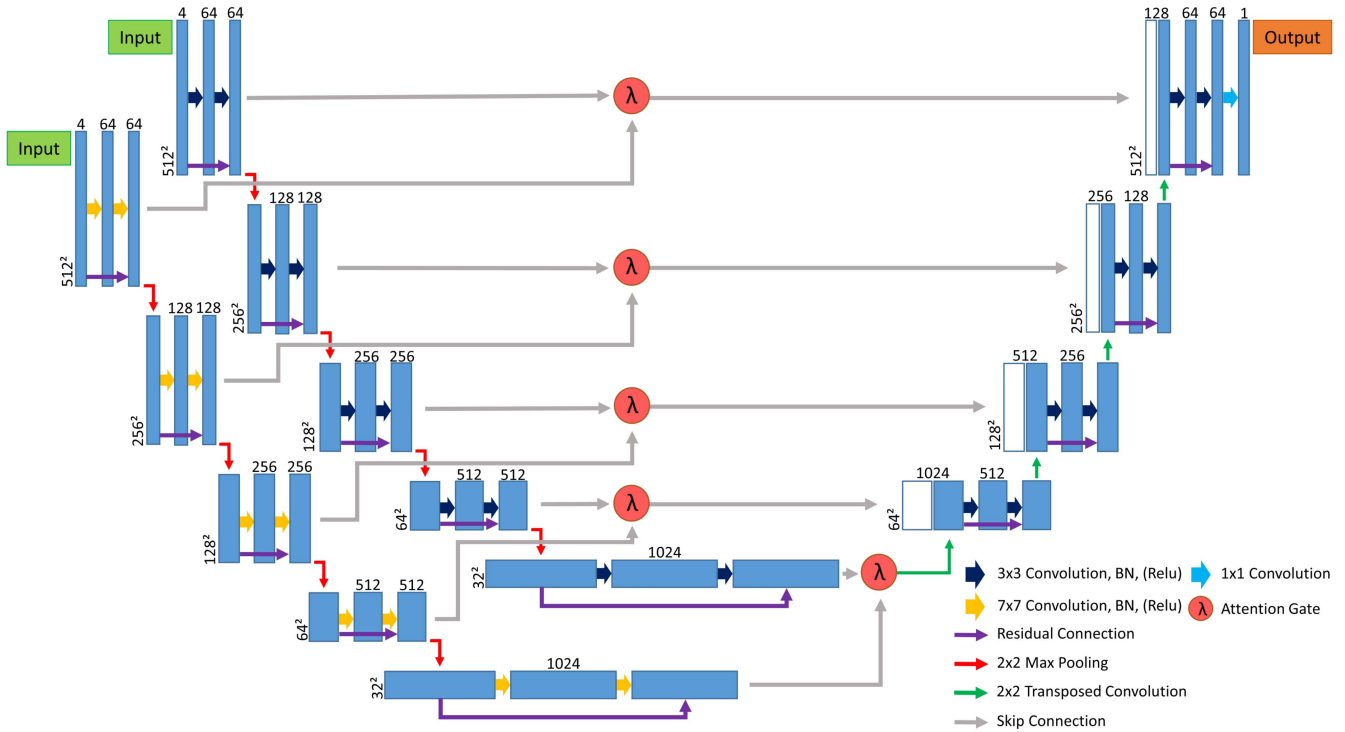 4 64 64
Input
512²
4 64 64
Input
512²
128 128
256²
128 128
256²
256 256
128²
256 256
128²
512 512
64²
512 512
64²
1024
32²
1024
32²
λ
λ
λ
λ
λ
128 64 64 1
Output
512²
256 128
256²
512 256
128²
1024 512
64²
3x3 Convolution, BN, (Relu)
1x1 Convolution
7x7 Convolution, BN, (Relu)
λ Attention Gate
Residual Connection
2x2 Max Pooling
2x2 Transposed Convolution
Skip Connection